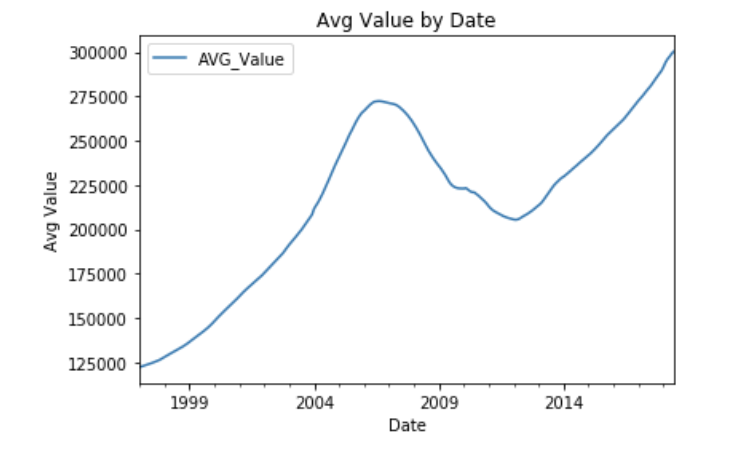 Avg Value by Date
AVG_Value
300000
275000
250000
225000
200000
175000
150000
125000
Avg Value
1999 2004 2009 2014
Date